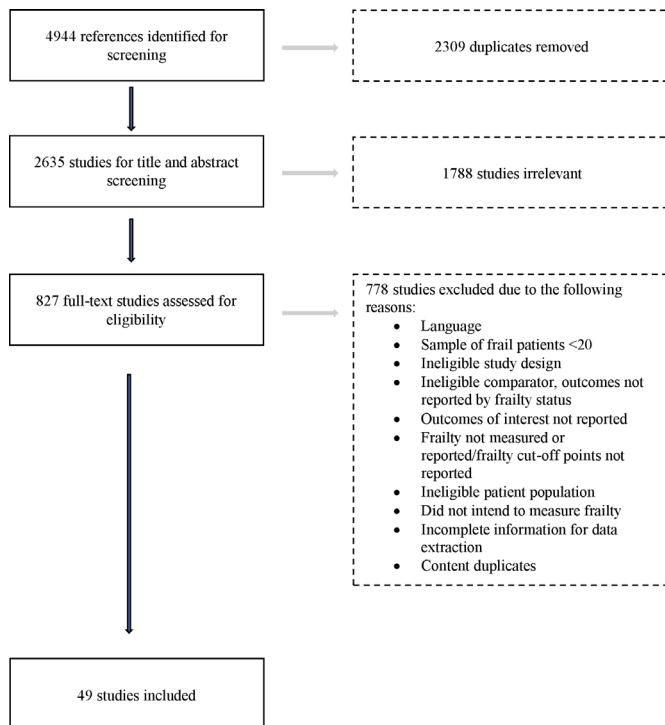 4944 references identified for
screening
2309 duplicates removed
2635 studies for title and abstract
screening
1788 studies irrelevant
827 full-text studies assessed for
eligibility
778 studies excluded due to the following
reasons:
• Language
• Sample of frail patients <20
• Ineligible study design
• Ineligible comparator, outcomes not
reported by frailty status
• Outcomes of interest not reported
• Frailty not measured or
reported/frailty cut-off points not
reported
• Ineligible patient population
• Did not intend to measure frailty
• Incomplete information for data
extraction
• Content duplicates
49 studies included